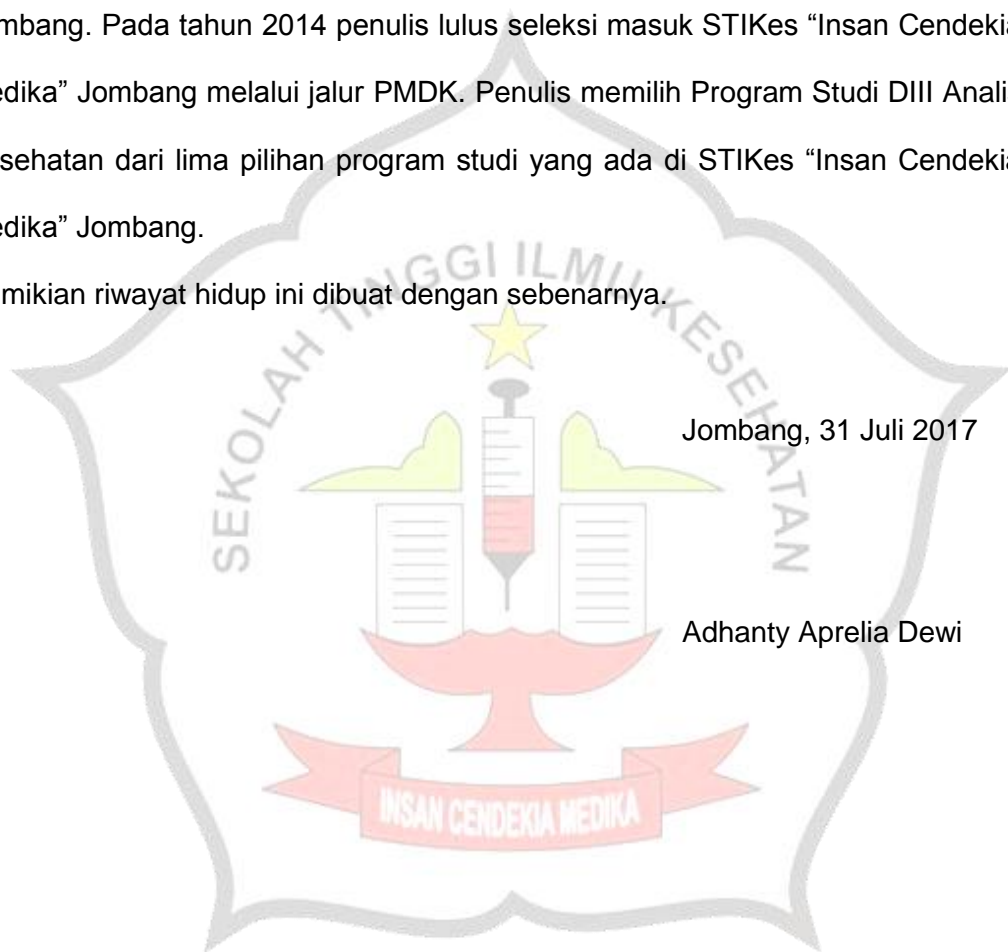 mbang. Pada tahun 2014 penulis lulus seleksi masuk STIKes “Insan Cendekia
edika” Jombang melalui jalur PMDK. Penulis memilih Program Studi DIII Anali
sehatan dari lima pilihan program studi yang ada di STIKes “Insan Cendekia
edika” Jombang.
mikian riwayat hidup ini dibuat dengan sebenarnya.
SEKOLAH TINGGI ILMU KESEHATAN
Jombang, 31 Juli 2017
Adhanty Aprelia Dewi
INSAN CENDEKIA MEDIKA